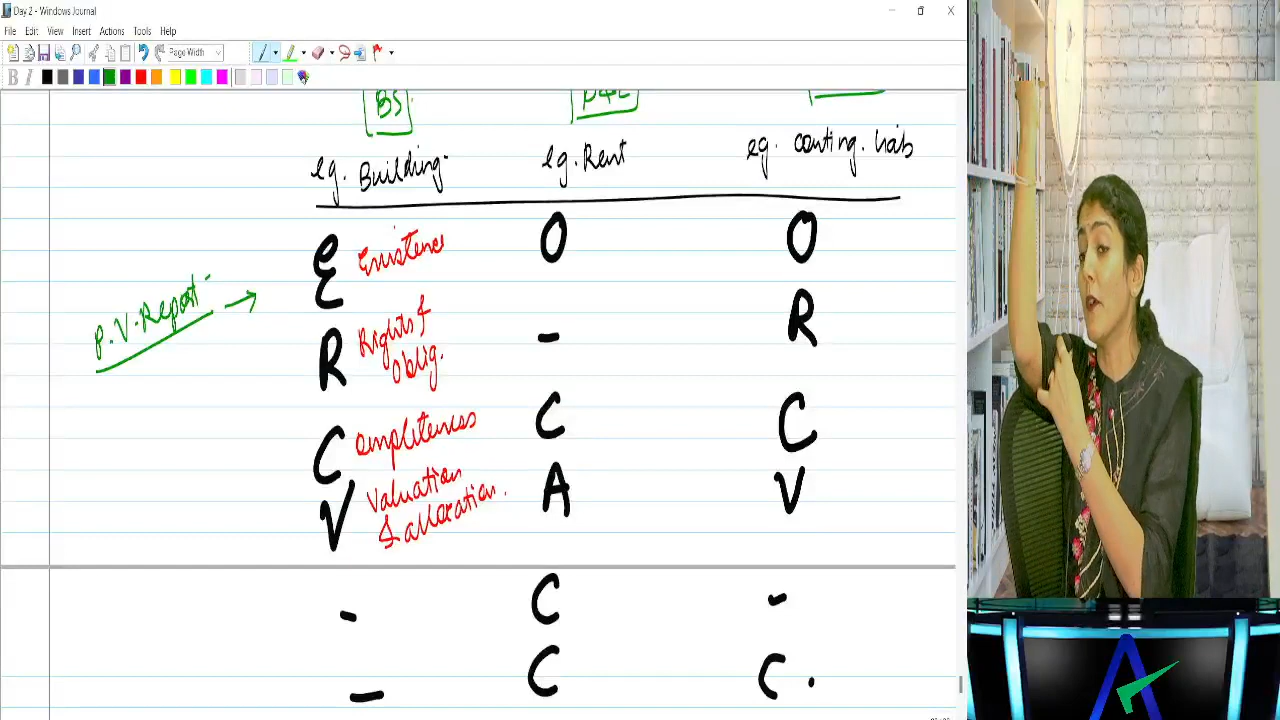 Day 2 - Windows Journal
File Edit View Insert Actions Tools Help
Page Width
B I
BS P&L
eg. Building eg. Rent eg. conting. liab
E Existence O O
P.V. Report →
R Rights & Oblig. - R
C ompleteness C C
V Valuation & allocation. A V
- C -
- C C.